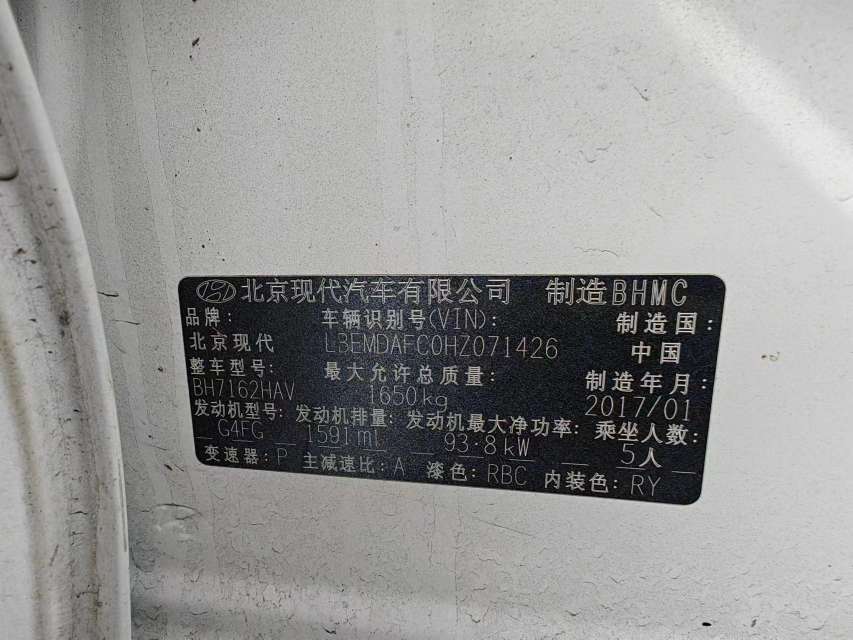 北京现代汽车有限公司 制造BHMC
品牌: 车辆识别号(VIN): 制造国:
北京现代 LBEMDAFC0HZ071426 中国
整车型号: 最大允许总质量: 制造年月:
BH7162HAV 1650kg 2017/01
发动机型号: 发动机排量: 发动机最大净功率: 乘坐人数:
G4FG 1591mL 93.8kW 5人
变速器: P 主减速比: A 漆色: RBC 内装色: RY